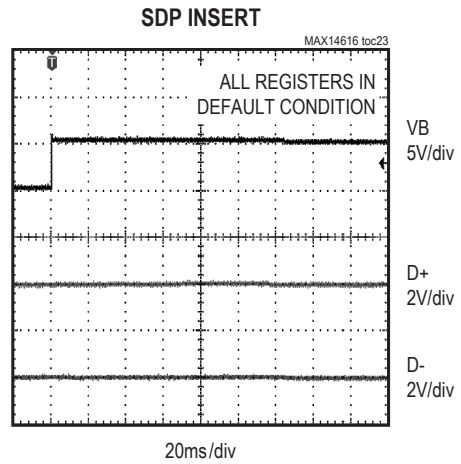 SDP INSERT
MAX14616 toc23
T
ALL REGISTERS IN
DEFAULT CONDITION
VB
5V/div
D+
2V/div
D-
2V/div
20ms/div